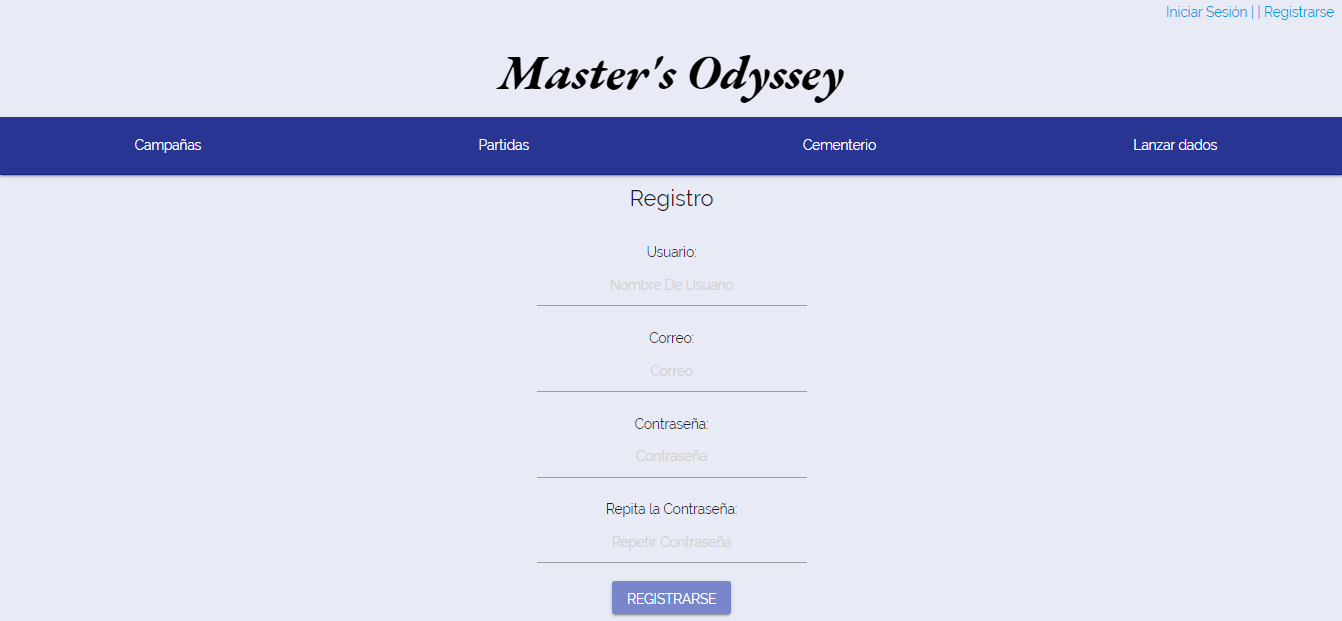 Iniciar Sesión | | Registrarse
Master's Odyssey
Campañas Partidas Cementerio Lanzar dados
Registro
Usuario:
Nombre De Usuario
Correo:
Correo
Contraseña:
Contraseña
Repita la Contraseña:
Repetir Contraseña
REGISTRARSE